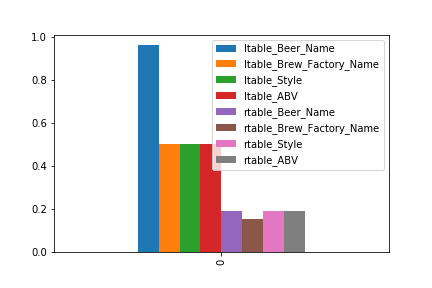 1.0
0.8
0.6
0.4
0.2
0.0
0
ltable_Beer_Name
ltable_Brew_Factory_Name
ltable_Style
ltable_ABV
rtable_Beer_Name
rtable_Brew_Factory_Name
rtable_Style
rtable_ABV